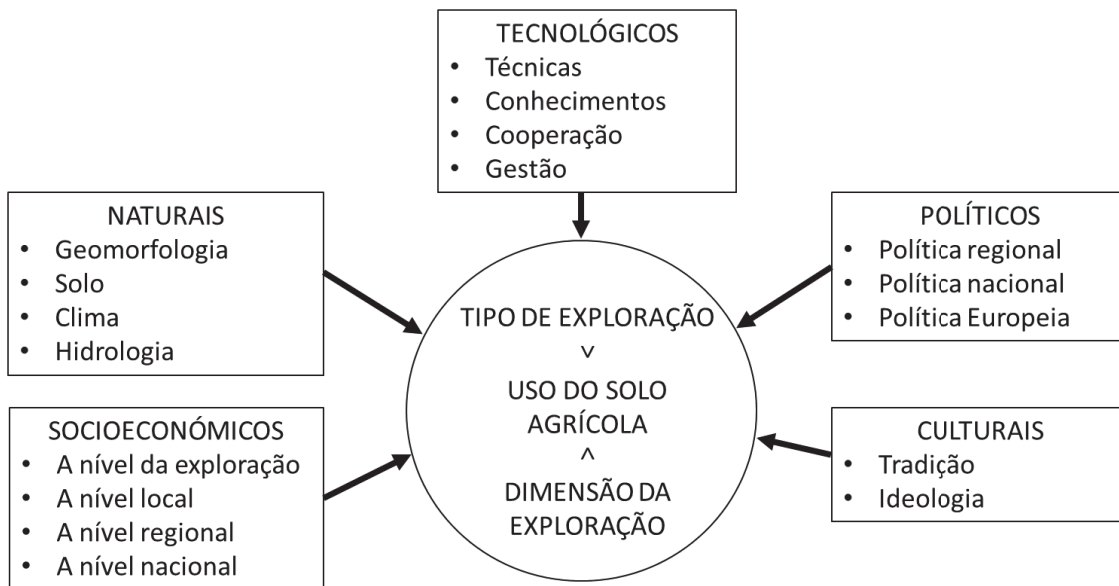 TECNOLÓGICOS
• Técnicas
• Conhecimentos
• Cooperação
• Gestão
NATURAIS
• Geomorfologia
• Solo
• Clima
• Hidrologia
POLÍTICOS
• Política regional
• Política nacional
• Política Europeia
TIPO DE EXPLORAÇÃO
˅
USO DO SOLO
AGRÍCOLA
˄
DIMENSÃO DA
EXPLORAÇÃO
SOCIOECONÓMICOS
• A nível da exploração
• A nível local
• A nível regional
• A nível nacional
CULTURAIS
• Tradição
• Ideologia